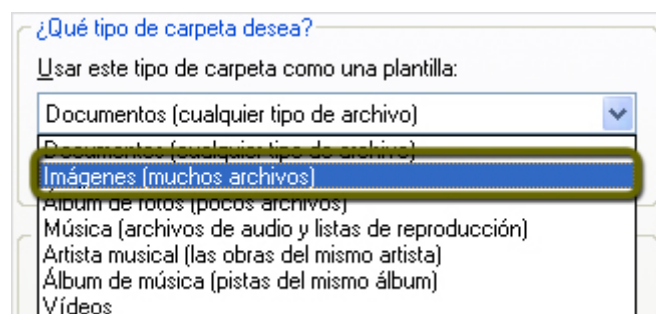 ¿Qué tipo de carpeta desea?
Usar este tipo de carpeta como una plantilla:
Documentos (cualquier tipo de archivo)
Documentos (cualquier tipo de archivo)
Imágenes (muchos archivos)
Álbum de fotos (pocos archivos)
Música (archivos de audio y listas de reproducción)
Artista musical (las obras del mismo artista)
Álbum de música (pistas del mismo álbum)
Vídeos